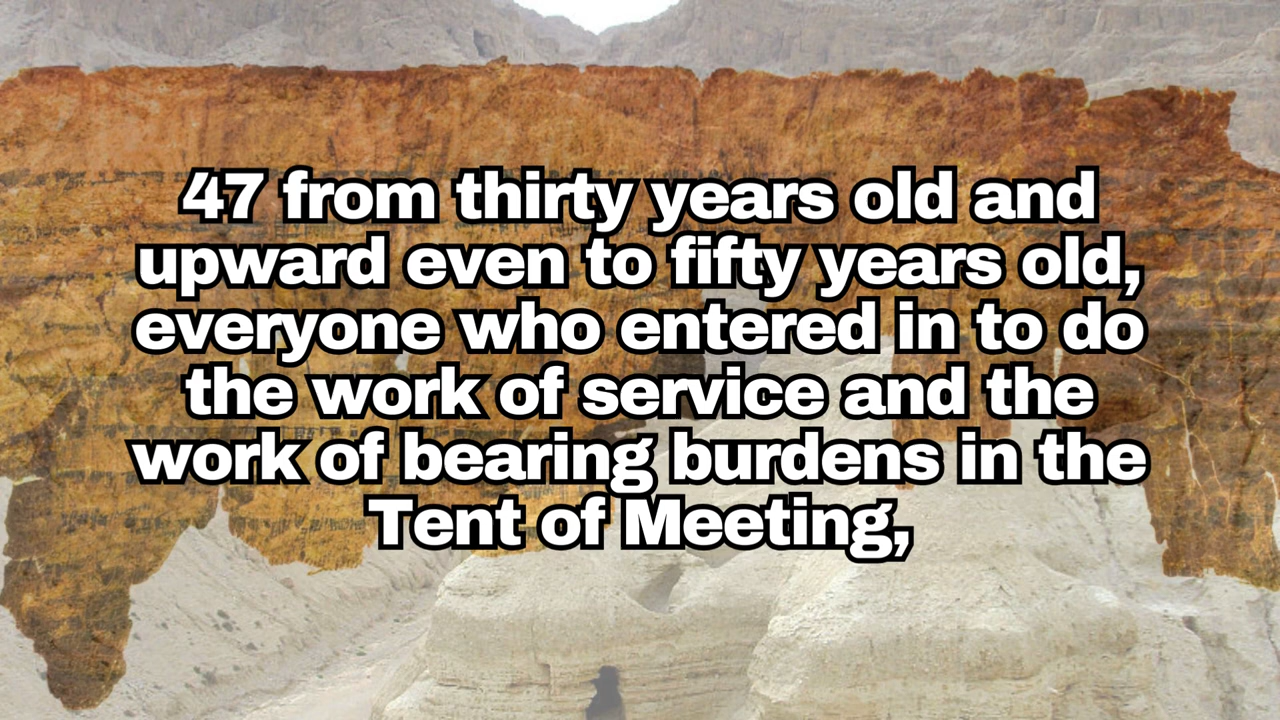 47 from thirty years old and
upward even to fifty years old,
everyone who entered in to do
the work of service and the
work of bearing burdens in the
Tent of Meeting,